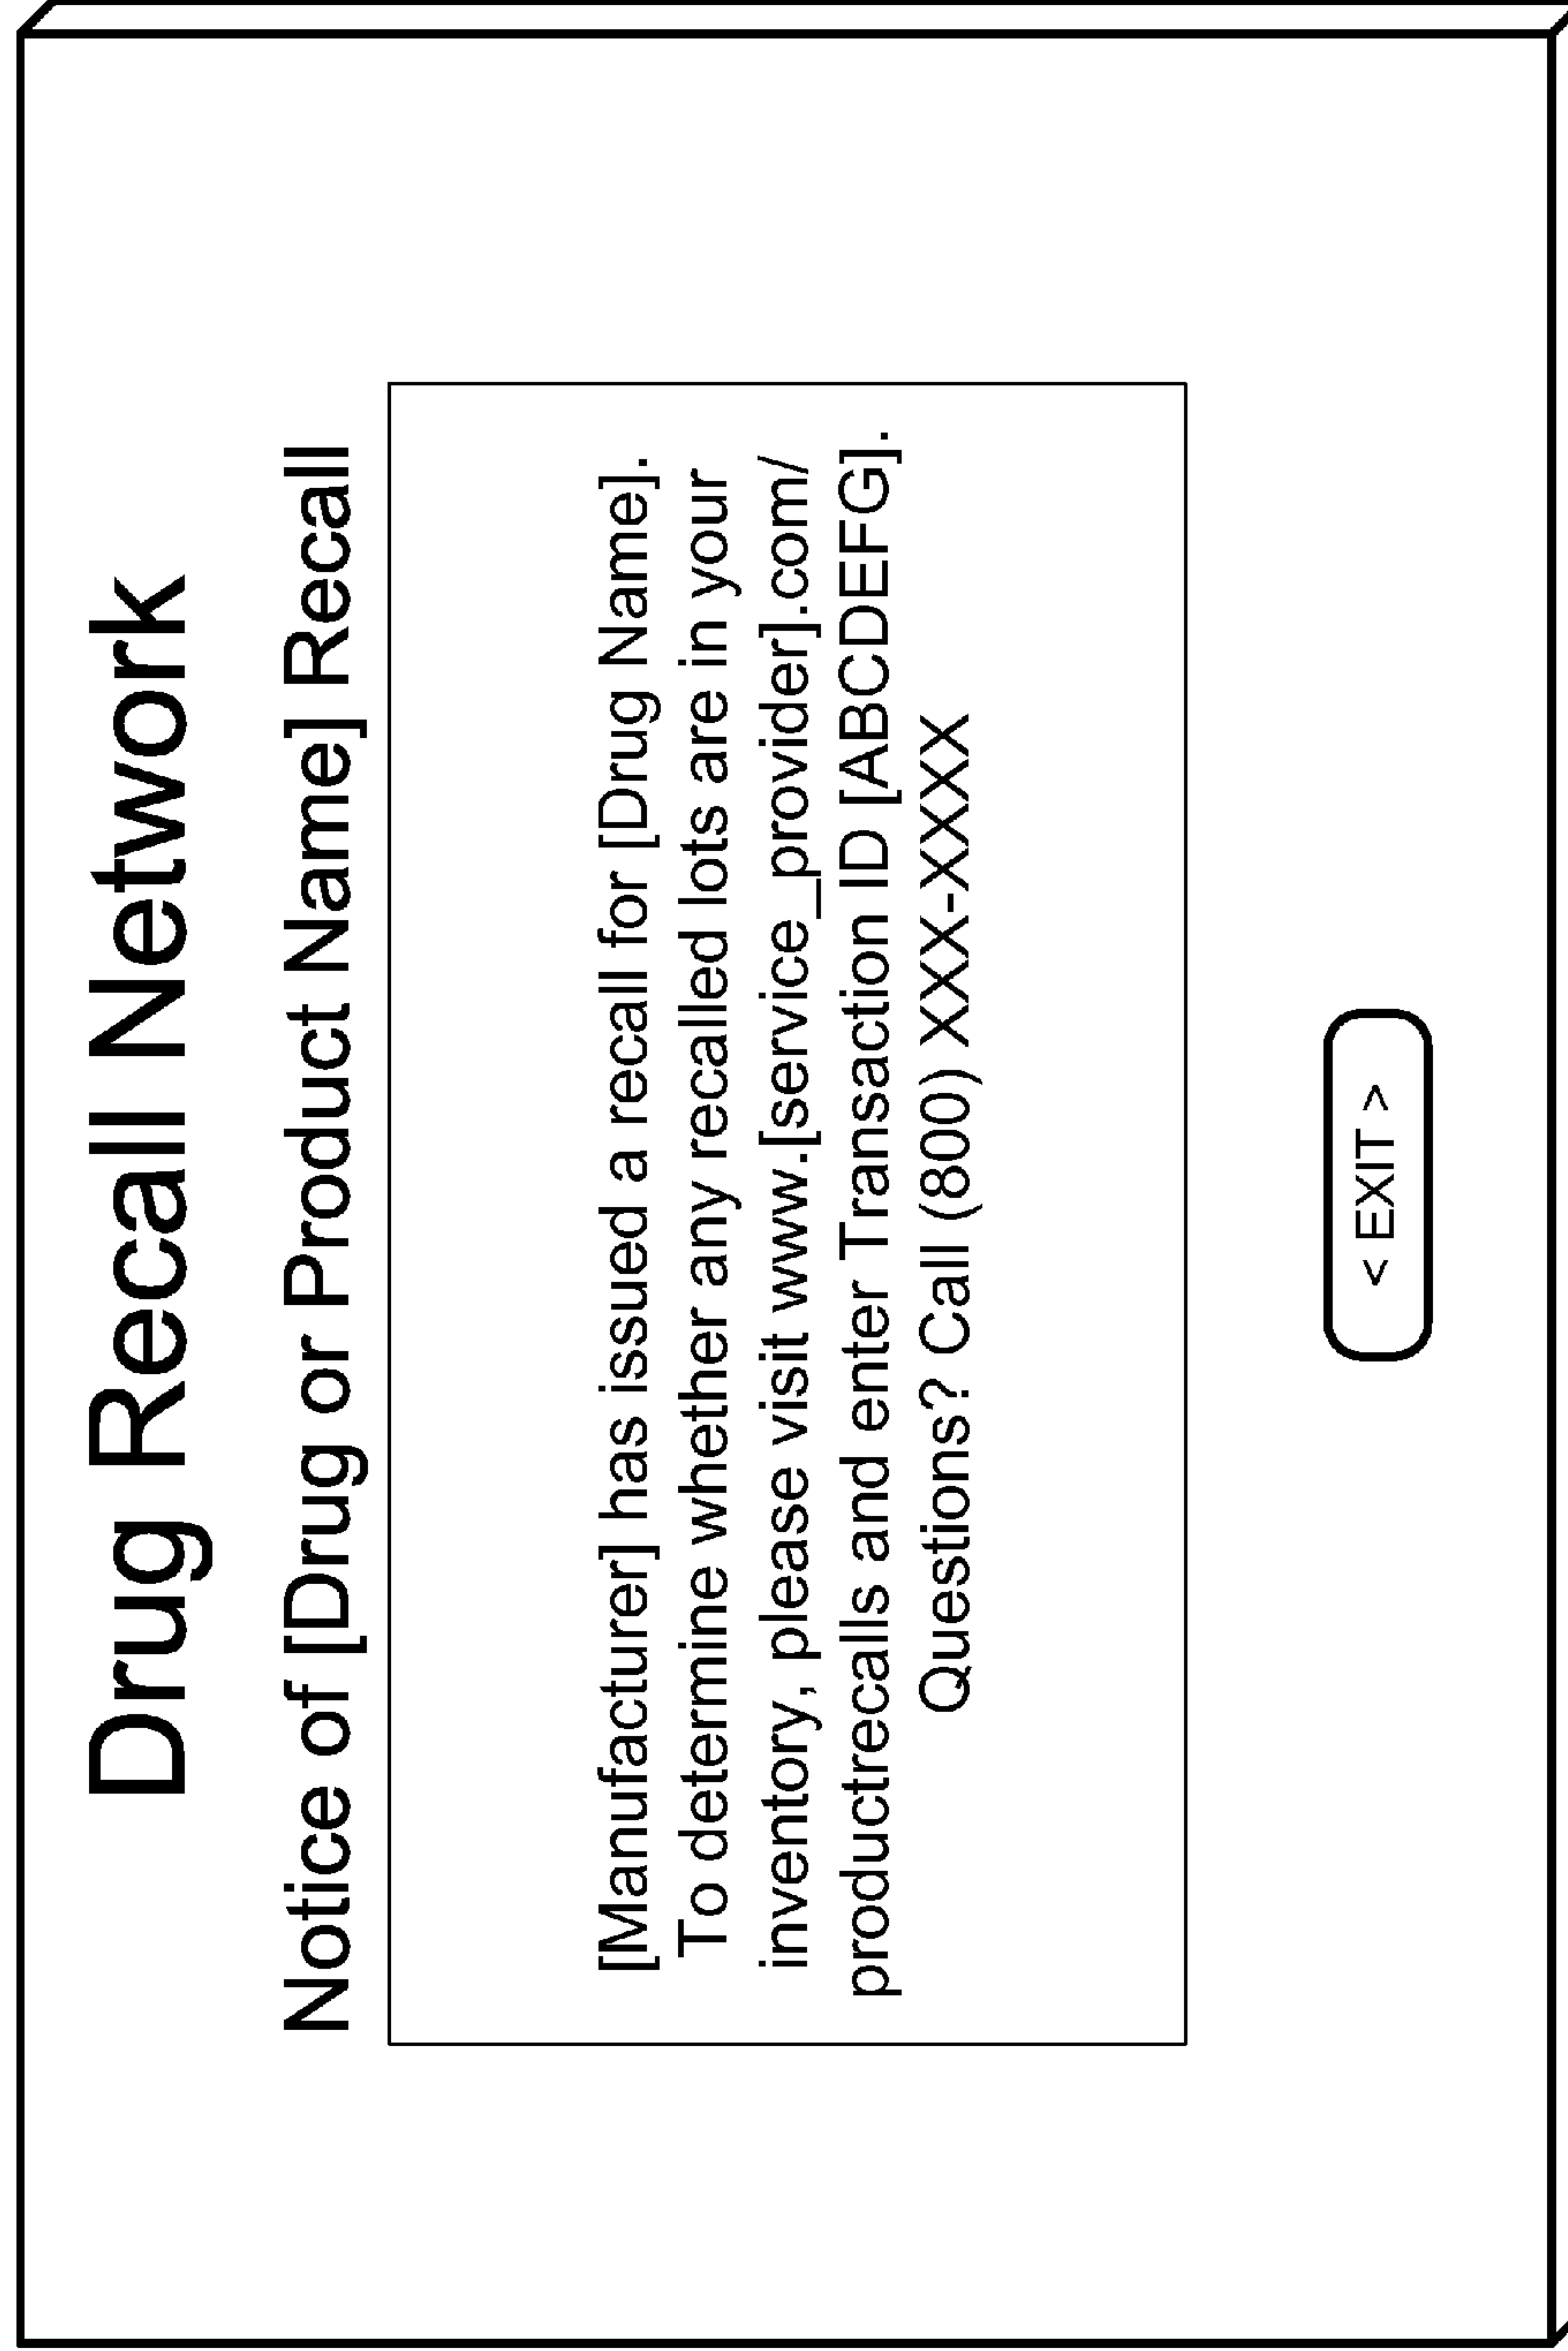 Drug Recall Network
Notice of [Drug or Product Name] Recall
[Manufacturer] has issued a recall for [Drug Name].
To determine whether any recalled lots are in your
inventory, please visit www.[service_provider].com/
productrecalls and enter Transaction ID [ABCDEFG].
Questions? Call (800) XXX-XXXX
< EXIT >